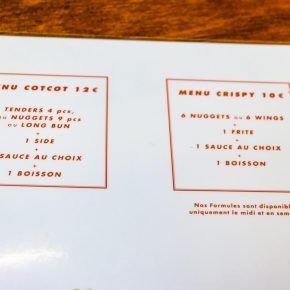 NU COTCOT 12€
TENDERS 4 pcs,
ou NUGGETS 9 pcs
ou LONG BUN
+
1 SIDE
+
SAUCE AU CHOIX
+
1 BOISSON
MENU CRISPY 10€
6 NUGGETS ou 6 WINGS
+
1 FRITE
+
1 SAUCE AU CHOIX
+
1 BOISSON
Nos Formules sont disponibl
uniquement le midi et en sem